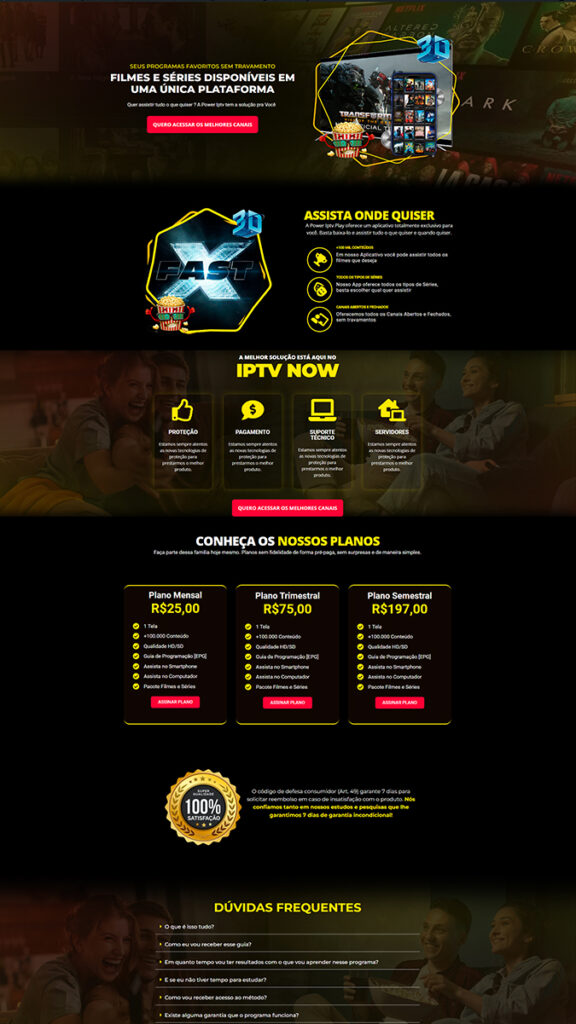 ALTERED
CARBON
CROW
ARK
3D
TRANSFORM
SEUS PROGRAMAS FAVORITOS SEM TRAVAMENTO
FILMES E SÉRIES DISPONÍVEIS EM
UMA ÚNICA PLATAFORMA
Quer assistir tudo o que quiser ? A Power Iptv tem a solução pra Você
QUERO ACESSAR OS MELHORES CANAIS
3D
FAST X
ASSISTA ONDE QUISER
A Power Iptv Play oferece um aplicativo totalmente exclusivo para
você. Basta baixa-lo e assistir tudo o que quiser e quando quiser.
+100 MIL CONTEÚDOS
Em nosso Aplicativo você pode assistir todos os
filmes que deseja
TODOS OS TIPOS DE SÉRIES
Nosso App oferece todos os tipos de Séries,
basta escolher qual quer assistir
CANAIS ABERTOS E FECHADOS
Oferecemos todos os Canais Abertos e Fechados,
sem travamentos
A MELHOR SOLUÇÃO ESTÁ AQUI NO
IPTV NOW
PROTEÇÃO
Estamos sempre atentos
as novas tecnologias de
proteção para
prestarmos o melhor
produto.
PAGAMENTO
Estamos sempre atentos
as novas tecnologias de
proteção para
prestarmos o melhor
produto.
SUPORTE
TÉCNICO
Estamos sempre atentos
as novas tecnologias de
proteção para
prestarmos o melhor
produto.
SERVIDORES
Estamos sempre atentos
as novas tecnologias de
proteção para
prestarmos o melhor
produto.
QUERO ACESSAR OS MELHORES CANAIS
CONHEÇA OS NOSSOS PLANOS
Faça parte dessa família hoje mesmo. Planos sem fidelidade de forma pré-paga, sem surpresas e de maneira simples.
Plano Mensal
R$25,00
1 Tela
+100.000 Conteúdo
Qualidade HD/SD
Guia de Programação [EPG]
Assista no Smartphone
Assista no Computador
Pacote Filmes e Séries
ASSINAR PLANO
Plano Trimestral
R$75,00
1 Tela
+100.000 Conteúdo
Qualidade HD/SD
Guia de Programação [EPG]
Assista no Smartphone
Assista no Computador
Pacote Filmes e Séries
ASSINAR PLANO
Plano Semestral
R$197,00
1 Tela
+100.000 Conteúdo
Qualidade HD/SD
Guia de Programação [EPG]
Assista no Smartphone
Assista no Computador
Pacote Filmes e Séries
ASSINAR PLANO
SUPER
QUALIDADE
100%
SATISFAÇÃO
O código de defesa consumidor (Art. 49) garante 7 dias para
solicitar reembolso em caso de insatisfação com o produto. Nós
confiamos tanto em nossos estudos e pesquisas que lhe
garantimos 7 dias de garantia incondicional!
DÚVIDAS FREQUENTES
O que é isso tudo?
Como eu vou receber esse guia?
Em quanto tempo vou ter resultados com o que vou aprender nesse programa?
E se eu não tiver tempo para estudar?
Como vou receber acesso ao método?
Existe alguma garantia que o programa funciona?